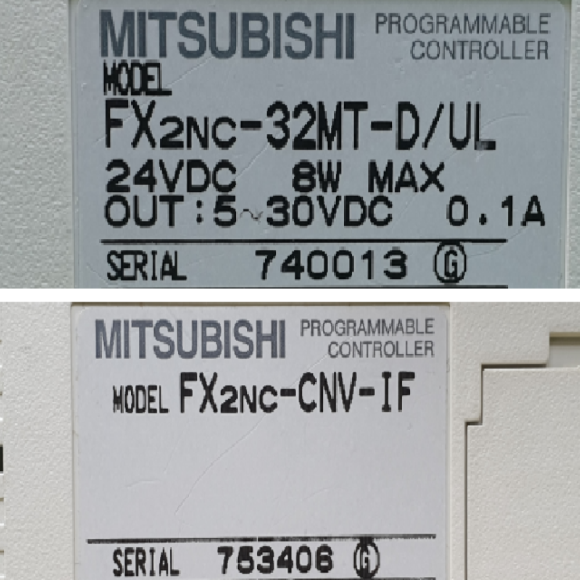 MITSUBISHI PROGRAMMABLE CONTROLLER
MODEL
FX2NC-32MT-D/UL
24VDC 8W MAX
OUT:5~30VDC 0.1A
SERIAL 740013 G
MITSUBISHI PROGRAMMABLE CONTROLLER
MODEL FX2NC-CNV-IF
SERIAL 753406 G